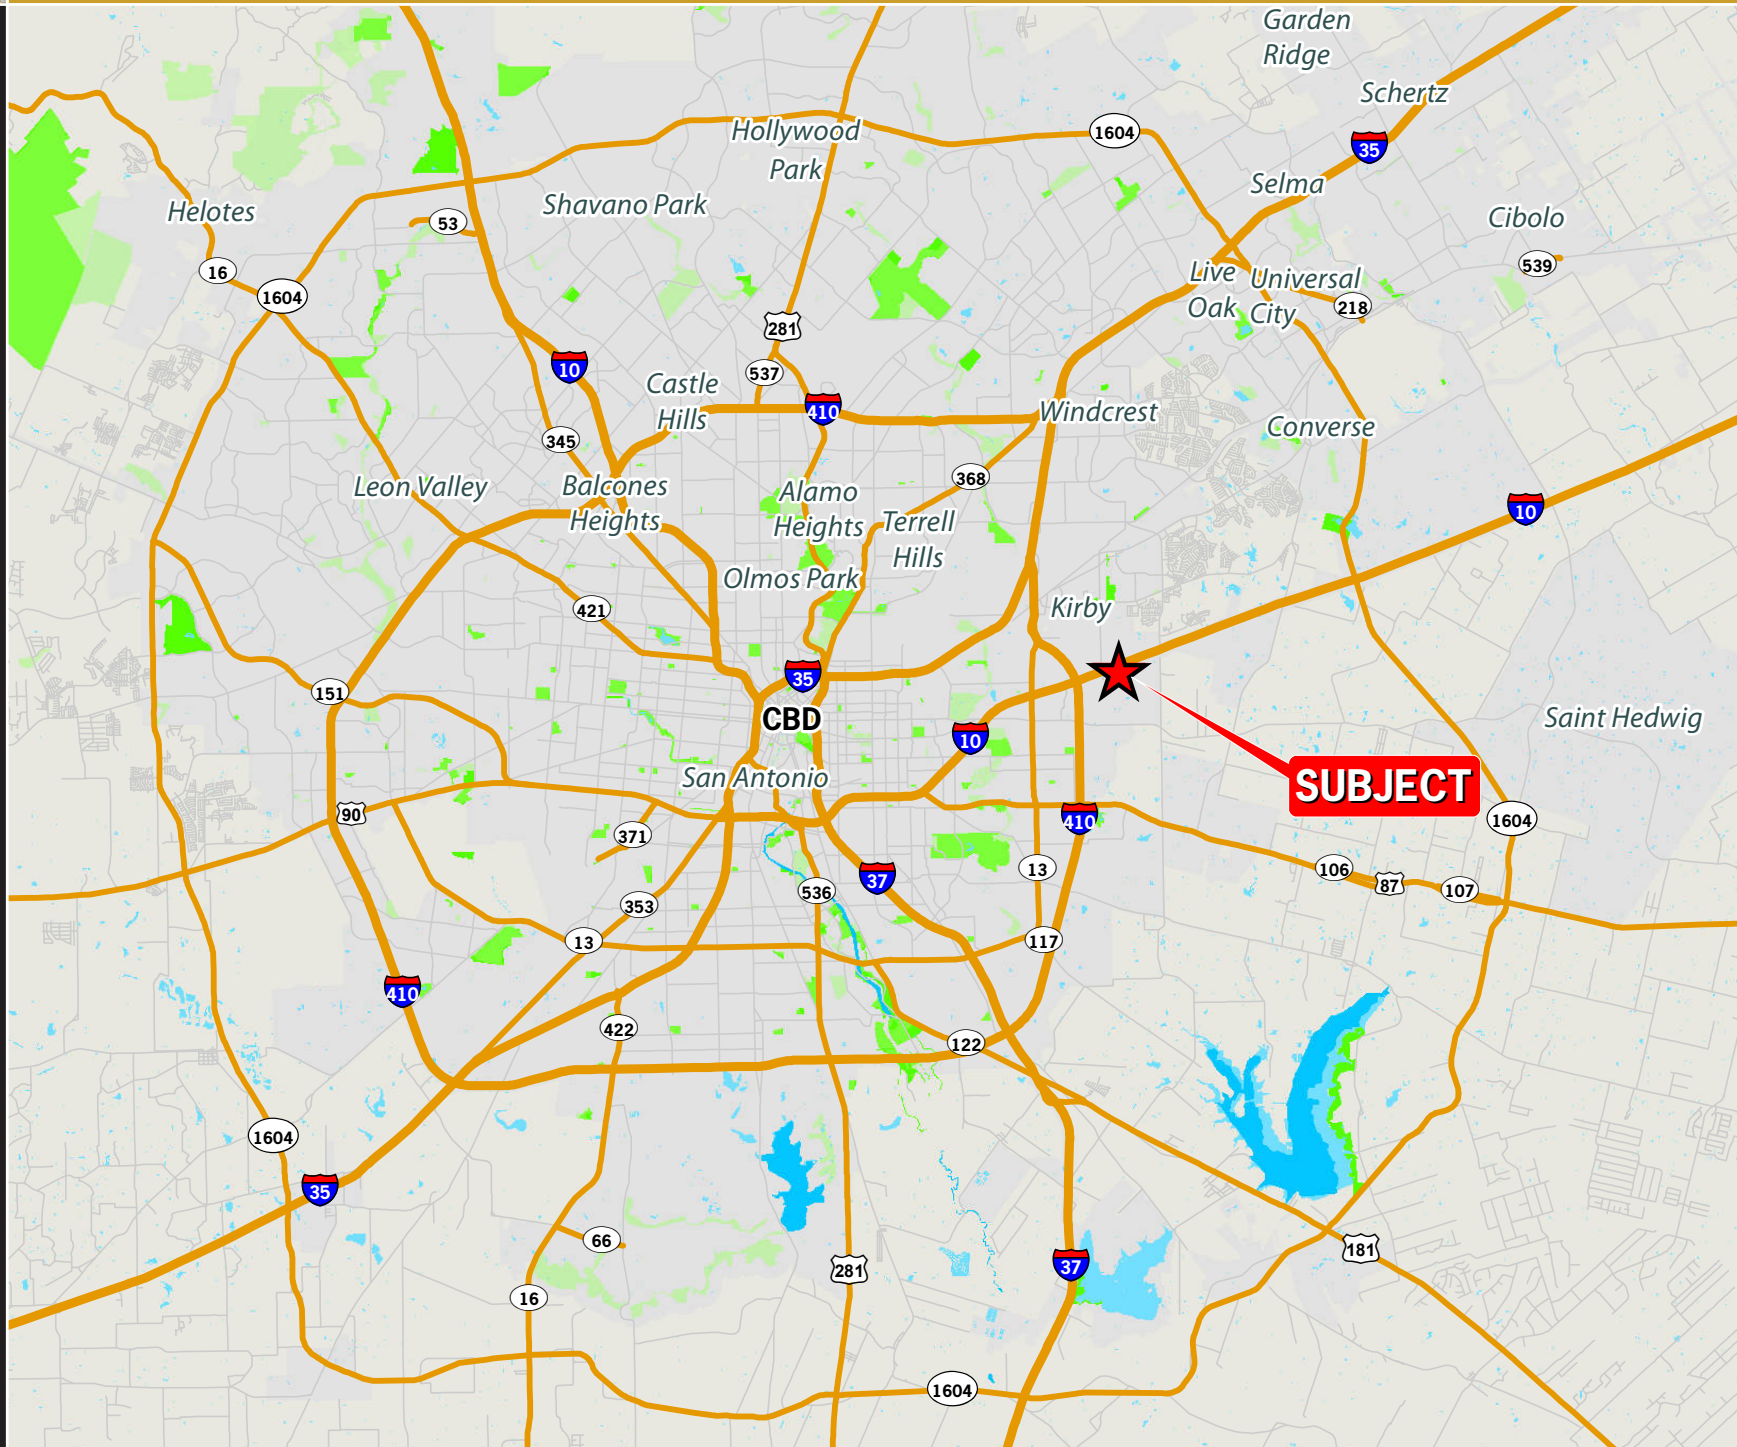 Garden
Ridge
Schertz
35
1604
Hollywood
Park
Selma
Shavano Park
Helotes
Cibolo
53
539
16
1604
Live
Oak
Universal
City
218
281
10
537
Castle
Hills
410
Windcrest
Converse
345
368
Leon Valley
Balcones
Heights
Alamo
Heights
Terrell
Hills
10
Olmos Park
421
Kirby
151
35
CBD
10
Saint Hedwig
San Antonio
SUBJECT
90
371
410
1604
37
13
106
87
107
536
353
13
117
410
422
122
1604
35
66
281
37
181
16
1604